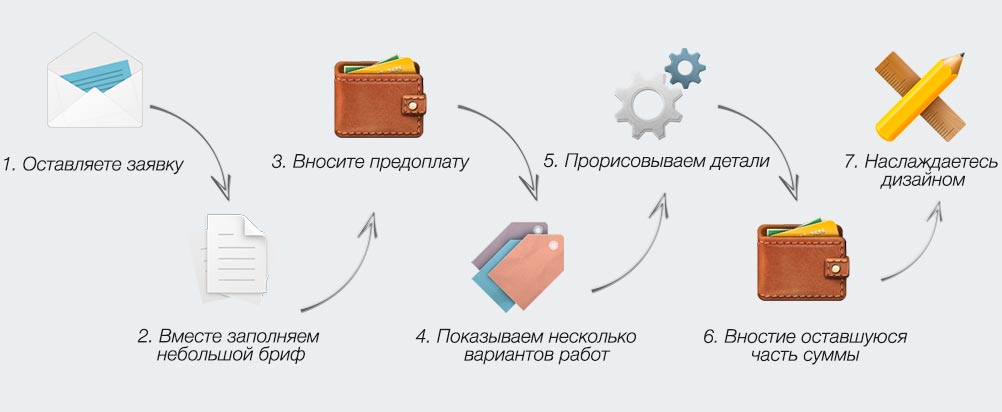 1. Оставляете заявку
2. Вместе заполняем
небольшой бриф
3. Вносите предоплату
4. Показываем несколько
вариантов работ
5. Прорисовываем детали
6. Вностие оставшуюся
часть суммы
7. Наслаждаетесь
дизайном